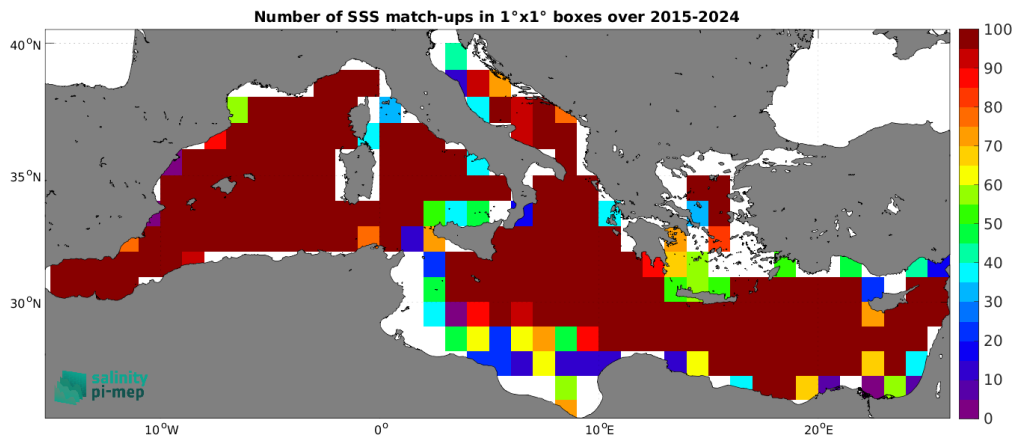 Number of SSS match-ups in 1°x1° boxes over 2015-2024
40°N
35°N
30°N
10°W
0°
10°E
20°E
100
90
80
70
60
50
40
30
20
10
0
salinity
pi-mep